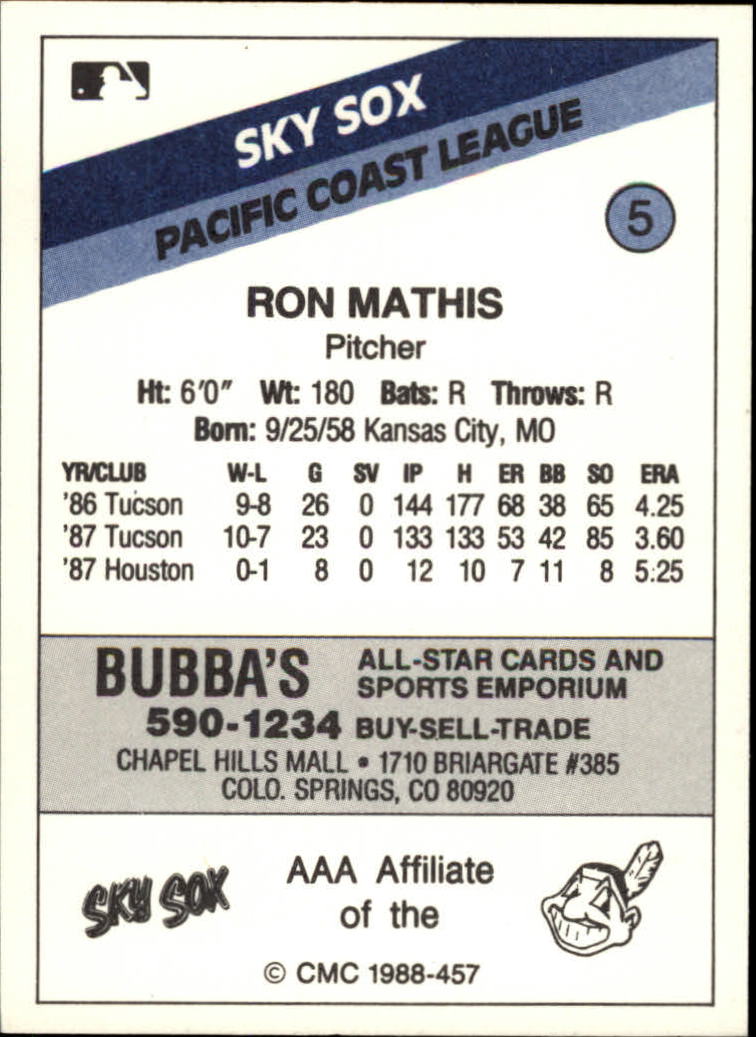 SKY SOX
PACIFIC COAST LEAGUE
5
RON MATHIS
Pitcher
Ht: 6'0" Wt: 180 Bats: R Throws: R
Born: 9/25/58 Kansas City, MO
YR/CLUB W-L G SV IP H ER BB SO ERA
'86 Tucson 9-8 26 0 144 177 68 38 65 4.25
'87 Tucson 10-7 23 0 133 133 53 42 85 3.60
'87 Houston 0-1 8 0 12 10 7 11 8 5:25
BUBBA'S ALL-STAR CARDS AND SPORTS EMPORIUM
590-1234 BUY-SELL-TRADE
CHAPEL HILLS MALL • 1710 BRIARGATE #385
COLO. SPRINGS, CO 80920
SKY SOX
AAA Affiliate
of the
© CMC 1988-457